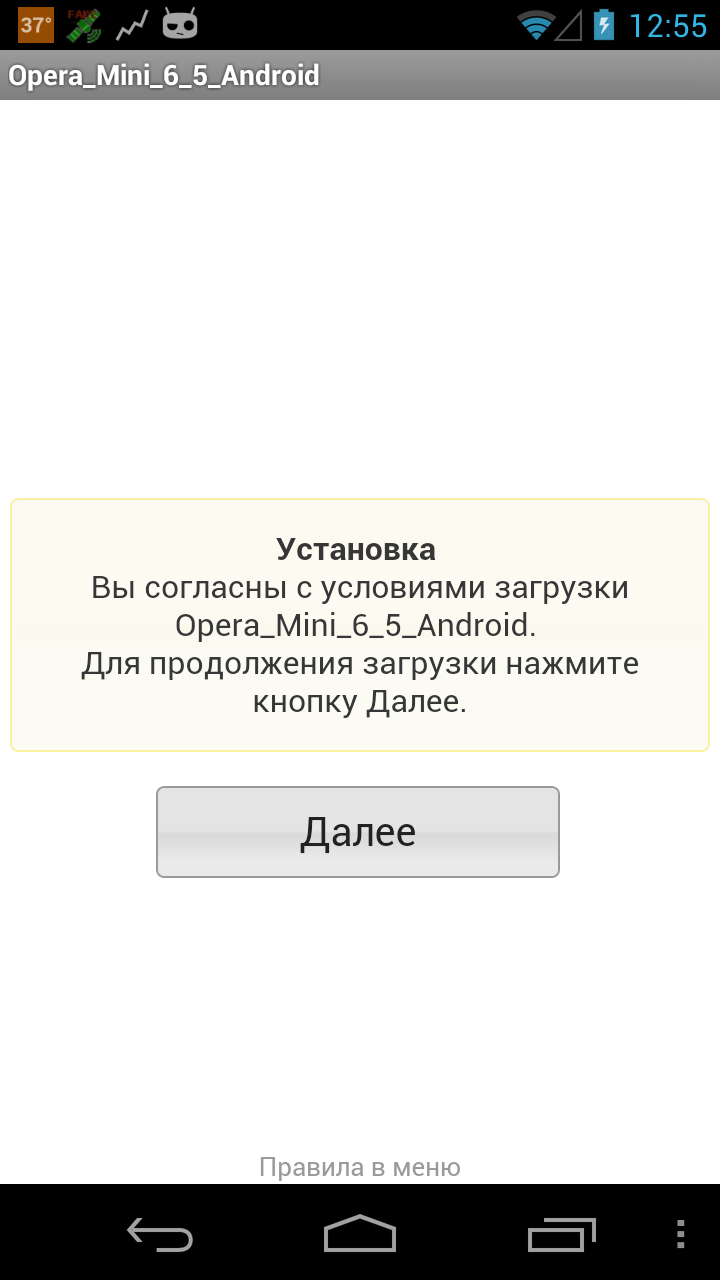 37°
FAKE
12:55
Opera_Mini_6_5_Android
Установка
Вы согласны с условиями загрузки
Opera_Mini_6_5_Android.
Для продолжения загрузки нажмите
кнопку Далее.
Далее
Правила в меню